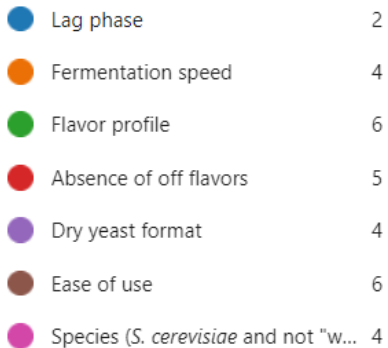 Lag phase 2
Fermentation speed 4
Flavor profile 6
Absence of off flavors 5
Dry yeast format 4
Ease of use 6
Species (S. cerevisiae and not "w... 4